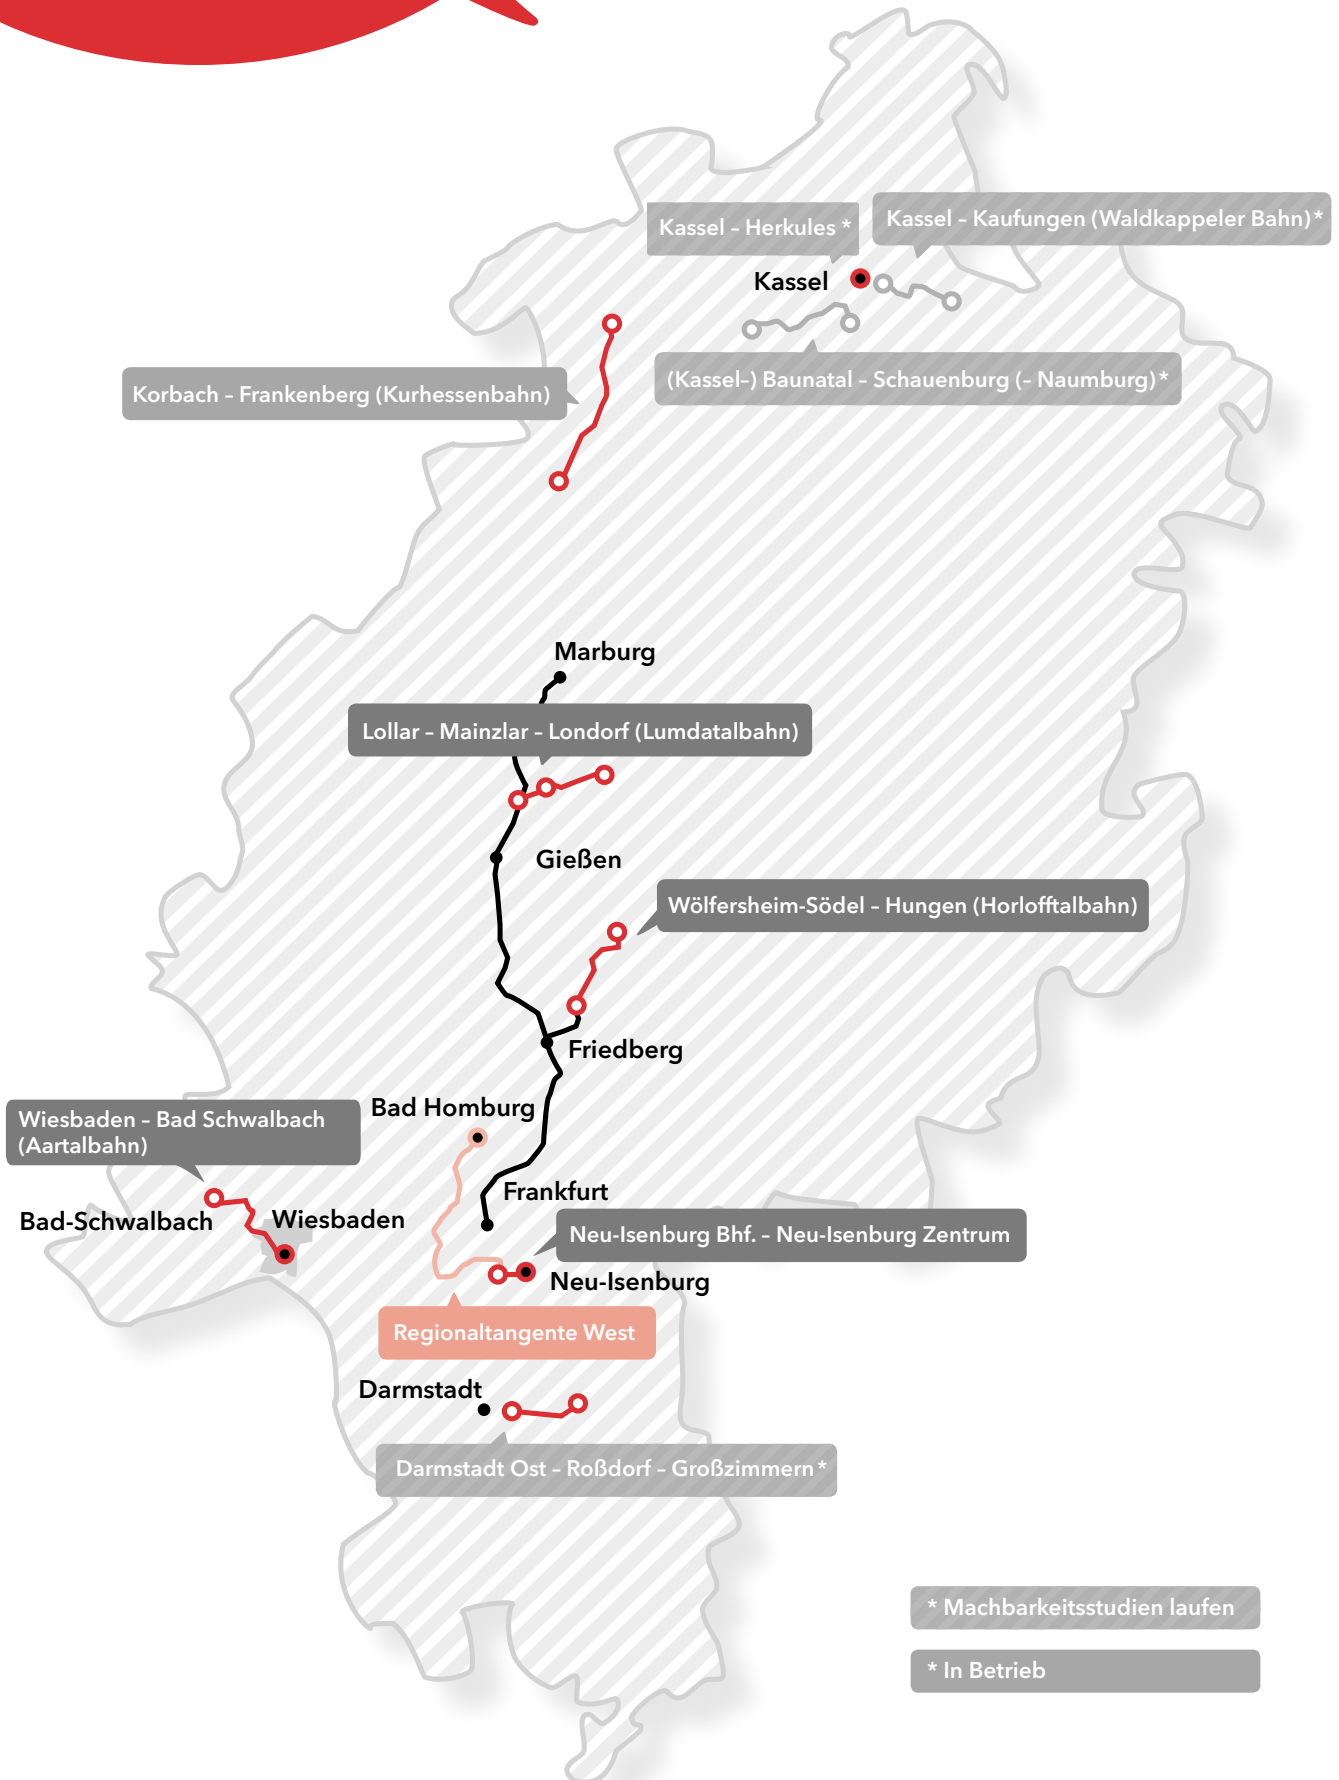 Kassel – Herkules *
Kassel – Kaufungen (Waldkappeler Bahn) *
Kassel
(Kassel–) Baunatal – Schauenburg (– Naumburg) *
Korbach – Frankenberg (Kurhessenbahn)
Marburg
Lollar – Mainzlar – Londorf (Lumdatalbahn)
Gießen
Wölfersheim-Södel – Hungen (Horlofftalbahn)
Friedberg
Bad Homburg
Wiesbaden – Bad Schwalbach
(Aartalbahn)
Frankfurt
Bad-Schwalbach
Wiesbaden
Neu-Isenburg Bhf. – Neu-Isenburg Zentrum
Neu-Isenburg
Regionaltangente West
Darmstadt
Darmstadt Ost – Roßdorf – Großzimmern *
* Machbarkeitsstudien laufen
* In Betrieb